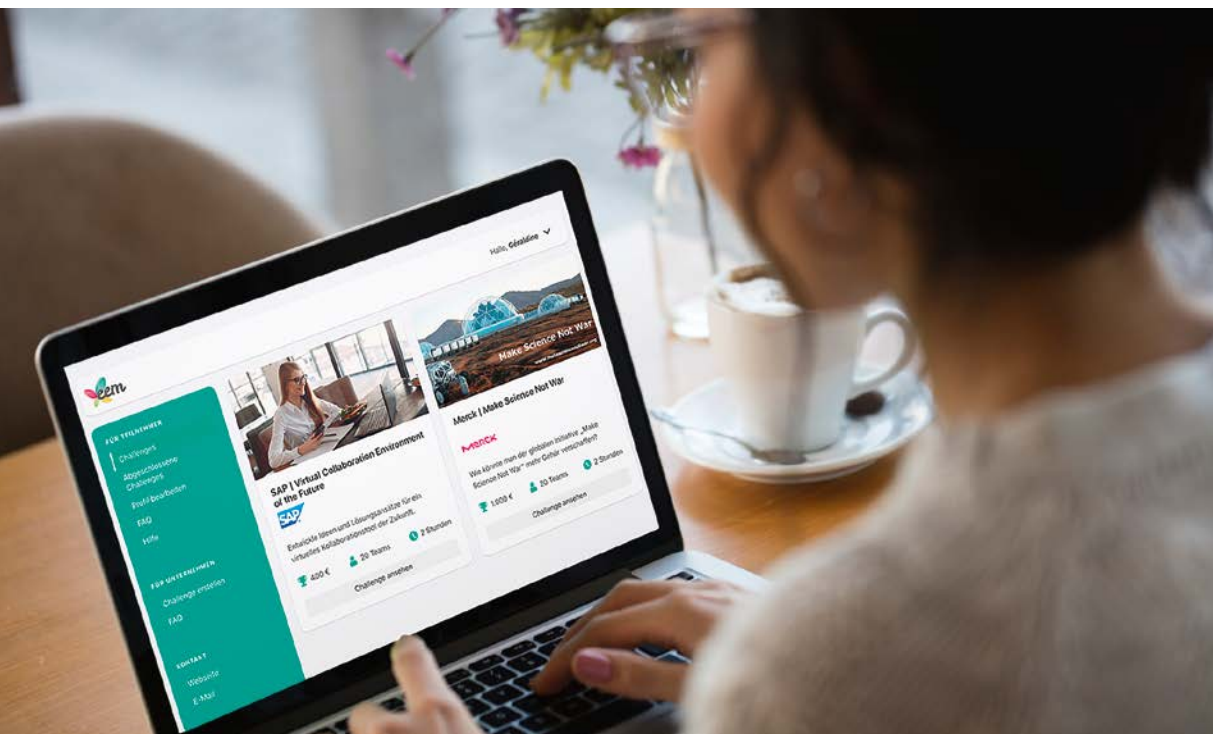 eem
Hallo, Géraldine
FÜR TEILNEHMER
Challenges
Abgeschlossene
Challenges
Profil bearbeiten
FAQ
Hilfe
FÜR UNTERNEHMEN
Challenge erstellen
FAQ
KONTAKT
Webseite
E-Mail
SAP | Virtual Collaboration Environment
of the Future
SAP
Entwickle Ideen und Lösungsansätze für ein
virtuelles Kollaborationstool der Zukunft.
400 €
20 Teams
2 Stunden
Challenge ansehen
Make Science Not War
Merck | Make Science Not War
MERCK
Wie könnte man der globalen Initiative „Make
Science Not War“ mehr Gehör verschaffen?
1.000 €
20 Teams
2 Stunden
Challenge ansehen